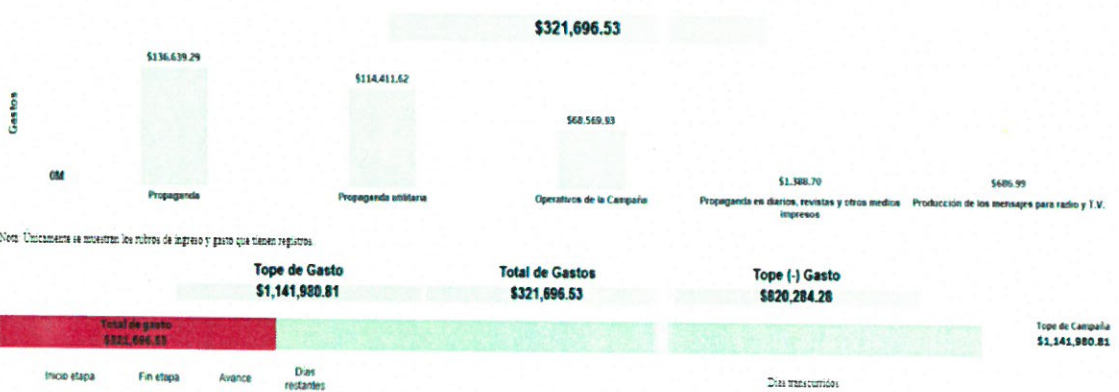 $321,696.53
$136,639.29
$114,411.62
$68,569.93
$1,388.70
$686.99
Gastos
0M
Propaganda
Propaganda utilitaria
Operativos de la Campaña
Propaganda en diarios, revistas y otros medios impresos
Producción de los mensajes para radio y T.V.
Nota: Únicamente se muestran los rubros de ingreso y gasto que tienen registros.
Tope de Gasto
$1,141,980.81
Total de Gastos
$321,696.53
Tope (-) Gasto
$820,284.28
Total de gasto
$321,696.53
Tope de Campaña
$1,141,980.81
Inicio etapa
Fin etapa
Avance
Días restantes
Días transcurridos